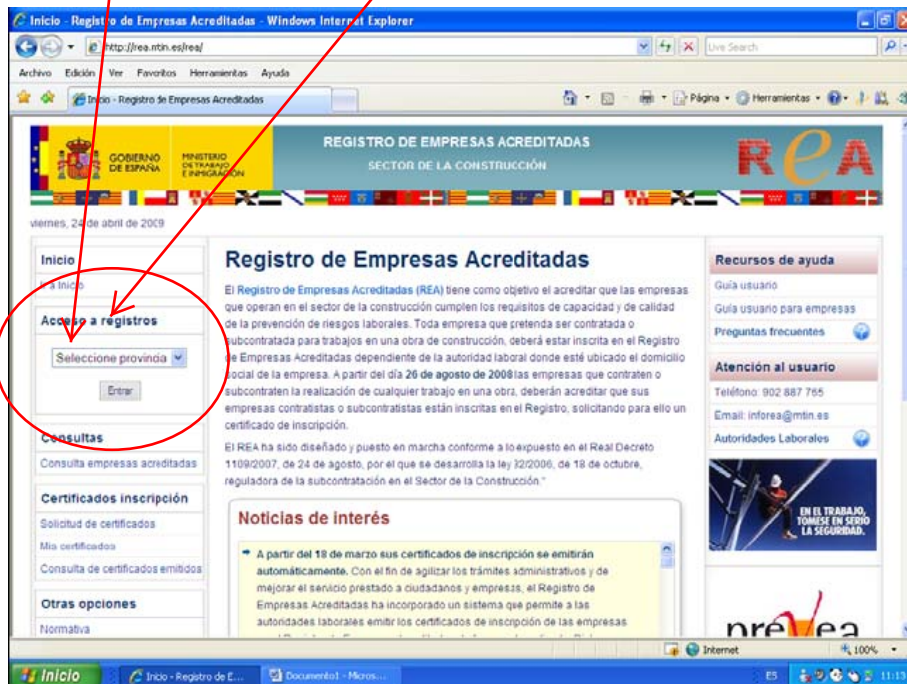 Inicio - Registro de Empresas Acreditadas - Windows Internet Explorer
http://rea.mtin.es/rea/
Live Search
Archivo Edición Ver Favoritos Herramientas Ayuda
Inicio - Registro de Empresas Acreditadas
Página Herramientas
GOBIERNO DE ESPAÑA
MINISTERIO DE TRABAJO E INMIGRACIÓN
REGISTRO DE EMPRESAS ACREDITADAS
SECTOR DE LA CONSTRUCCIÓN
ReA
viernes, 24 de abril de 2009
Inicio
Ir a Inicio
Acceso a registros
Seleccione provincia
Entrar
Consultas
Consulta empresas acreditadas
Certificados inscripción
Solicitud de certificados
Mis certificados
Consulta de certificados emitidos
Otras opciones
Normativa
Registro de Empresas Acreditadas
El Registro de Empresas Acreditadas (REA) tiene como objetivo el acreditar que las empresas
que operan en el sector de la construcción cumplen los requisitos de capacidad y de calidad
de la prevención de riesgos laborales. Toda empresa que pretenda ser contratada o
subcontratada para trabajos en una obra de construcción, deberá estar inscrita en el Registro
de Empresas Acreditadas dependiente de la autoridad laboral donde esté ubicado el domicilio
social de la empresa. A partir del día 26 de agosto de 2008 las empresas que contraten o
subcontraten la realización de cualquier trabajo en una obra, deberán acreditar que sus
empresas contratistas o subcontratistas están inscritas en el Registro, solicitando para ello un
certificado de inscripción.
El REA ha sido diseñado y puesto en marcha conforme a lo expuesto en el Real Decreto
1109/2007, de 24 de agosto, por el que se desarrolla la ley 32/2006, de 18 de octubre,
reguladora de la subcontratación en el Sector de la Construcción."
Noticias de interés
A partir del 18 de marzo sus certificados de inscripción se emitirán
automáticamente. Con el fin de agilizar los trámites administrativos y de
mejorar el servicio prestado a ciudadanos y empresas, el Registro de
Empresas Acreditadas ha incorporado un sistema que permite a las
autoridades laborales emitir los certificados de inscripción de las empresas
Recursos de ayuda
Guía usuario
Guía usuario para empresas
Preguntas frecuentes
Atención al usuario
Teléfono: 902 887 765
Email: inforea@mtin.es
Autoridades Laborales
EN EL TRABAJO,
TÓMESE EN SERIO
LA SEGURIDAD.
prevea
Internet
100%
Inicio
Inicio - Registro de E...
Documento1 - Micros...
ES
11:13